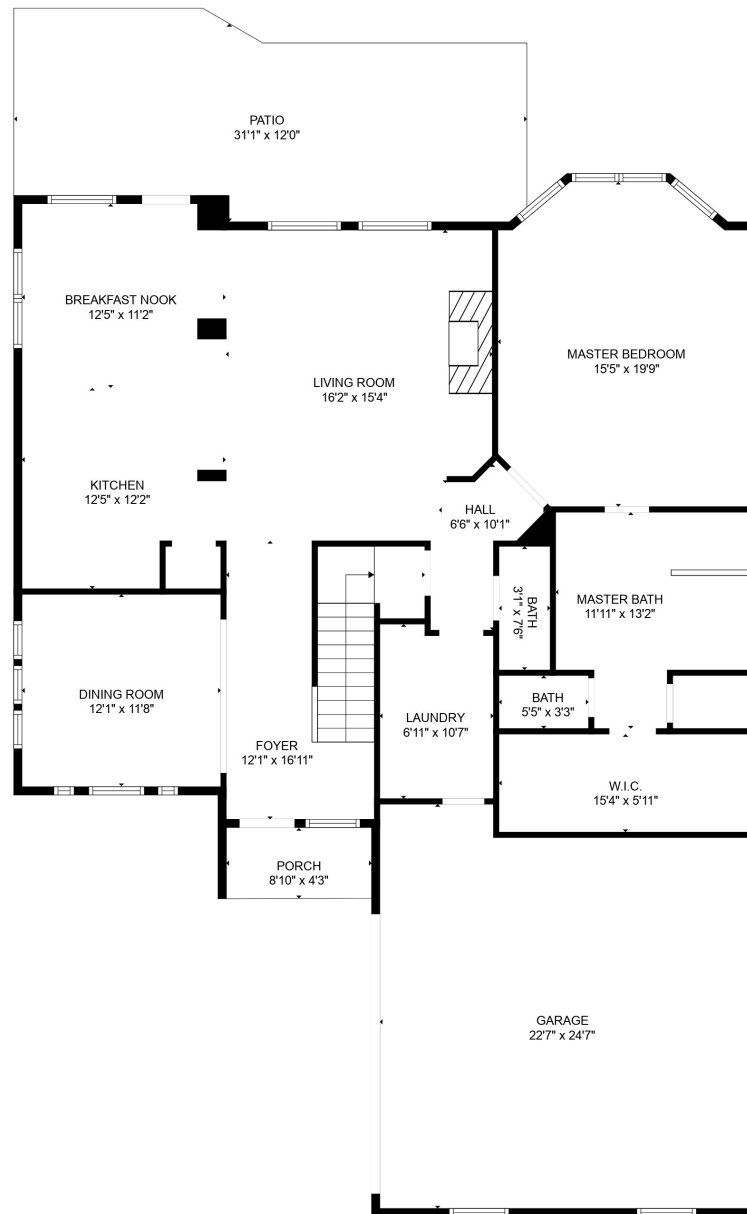 PATIO
31'1" x 12'0"
BREAKFAST NOOK
12'5" x 11'2"
MASTER BEDROOM
15'5" x 19'9"
LIVING ROOM
16'2" x 15'4"
KITCHEN
12'5" x 12'2"
HALL
6'6" x 10'1"
BATH
3'1" x 7'6"
MASTER BATH
11'11" x 13'2"
DINING ROOM
12'1" x 11'8"
BATH
5'5" x 3'3"
LAUNDRY
6'11" x 10'7"
FOYER
12'1" x 16'11"
W.I.C.
15'4" x 5'11"
PORCH
8'10" x 4'3"
GARAGE
22'7" x 24'7"